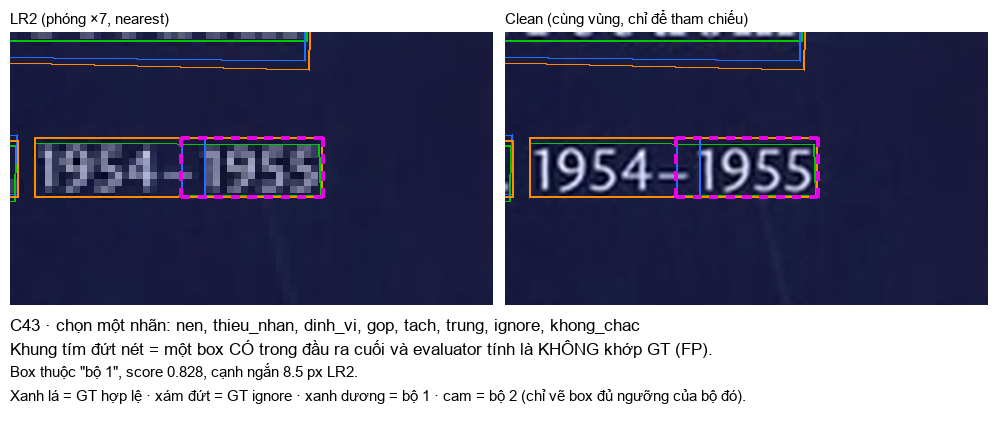 LR2 (phóng ×7, nearest)
Clean (cùng vùng, chỉ để tham chiếu)
1954–1955
1954–1955
C43 · chọn một nhãn: nen, thieu_nhan, dinh_vi, gop, tach, trung, ignore, khong_chac
Khung tím đứt nét = một box CÓ trong đầu ra cuối và evaluator tính là KHÔNG khớp GT (FP).
Box thuộc "bộ 1", score 0.828, cạnh ngắn 8.5 px LR2.
Xanh lá = GT hợp lệ · xám đứt = GT ignore · xanh dương = bộ 1 · cam = bộ 2 (chỉ vẽ box đủ ngưỡng của bộ đó).